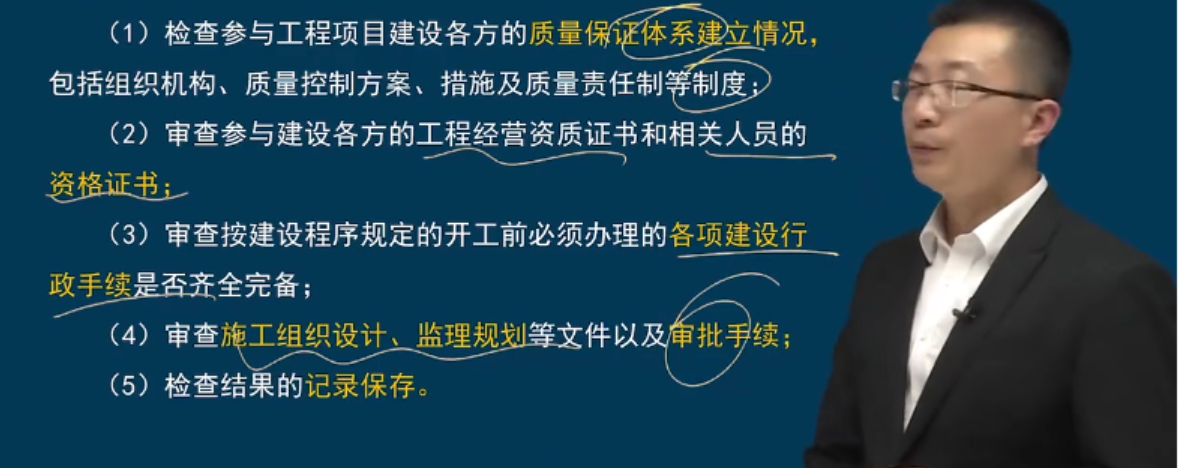 （1）检查参与工程项目建设各方的质量保证体系建立情况，
包括组织机构、质量控制方案、措施及质量责任制等制度；
（2）审查参与建设各方的工程经营资质证书和相关人员的
资格证书；
（3）审查按建设程序规定的开工前必须办理的各项建设行
政手续是否齐全完备；
（4）审查施工组织设计、监理规划等文件以及审批手续；
（5）检查结果的记录保存。